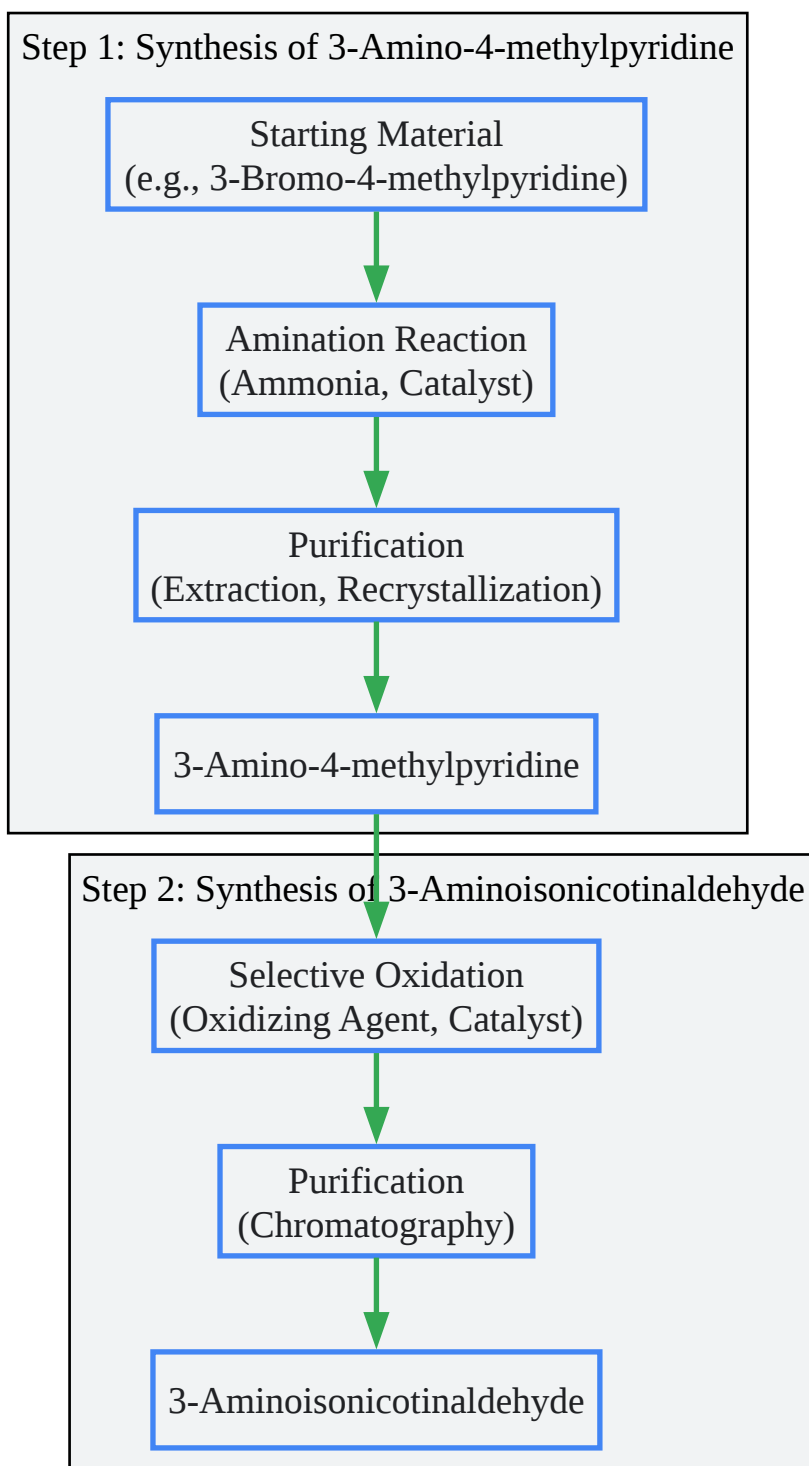 Step 1: Synthesis of 3-Amino-4-methylpyridine
Starting Material
(e.g., 3-Bromo-4-methylpyridine)
Amination Reaction
(Ammonia, Catalyst)
Purification
(Extraction, Recrystallization)
3-Amino-4-methylpyridine
Step 2: Synthesis of 3-Aminoisonicotinaldehyde
Selective Oxidation
(Oxidizing Agent, Catalyst)
Purification
(Chromatography)
3-Aminoisonicotinaldehyde